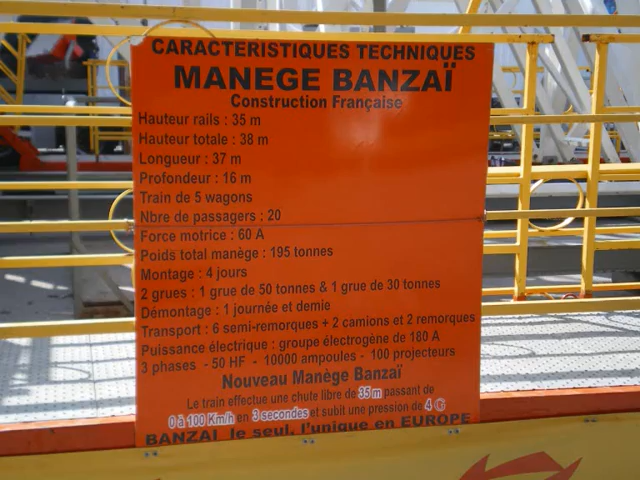 CARACTERISTIQUES TECHNIQUES
MANEGE BANZAÏ
Construction Française
Hauteur rails : 35 m
Hauteur totale : 38 m
Longueur : 37 m
Profondeur : 16 m
Train de 5 wagons
Nbre de passagers : 20
Force motrice : 60 A
Poids total manège : 195 tonnes
Montage : 4 jours
2 grues : 1 grue de 50 tonnes & 1 grue de 30 tonnes
Démontage : 1 journée et demie
Transport : 6 semi-remorques + 2 camions et 2 remorques
Puissance électrique : groupe électrogène de 180 A
3 phases - 50 HF - 10000 ampoules - 100 projecteurs
Nouveau Manège Banzaï
Le train effectue une chute libre de 35 m passant de
0 à 100 Km/h en 3 secondes et subit une pression de 4 G
BANZAÏ le seul, l'unique en EUROPE